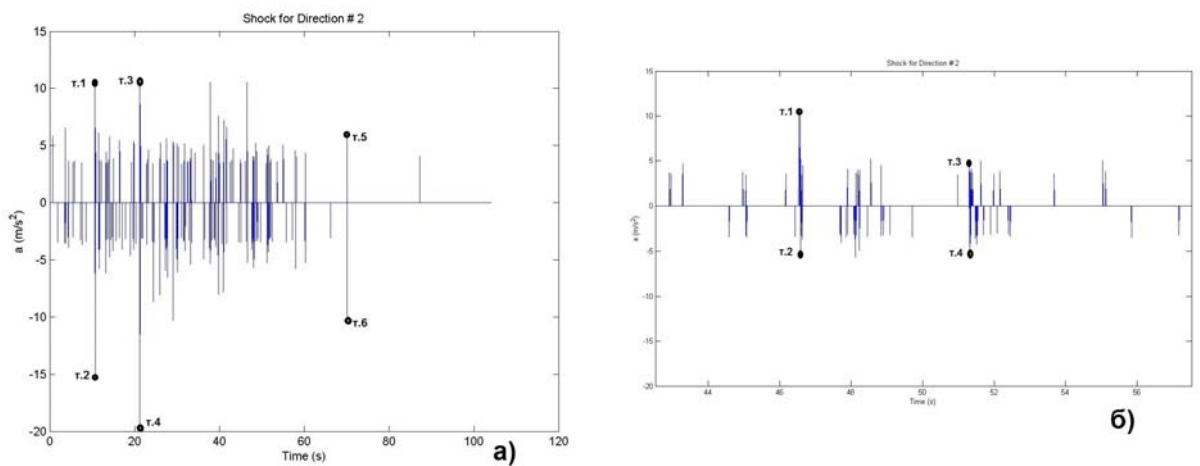 Shock for Direction # 2
15
10
5
0
-5
-10
-15
-20
a (m/s²)
т.1
т.3
т.5
т.6
т.2
т.4
0 20 40 60 80 100 120
Time (s)
а)
Shock for Direction # 2
15
10
5
0
-5
-10
-15
-20
a (m/s²)
т.1
т.3
т.2
т.4
44 46 48 50 52 54 56
Time (s)
б)